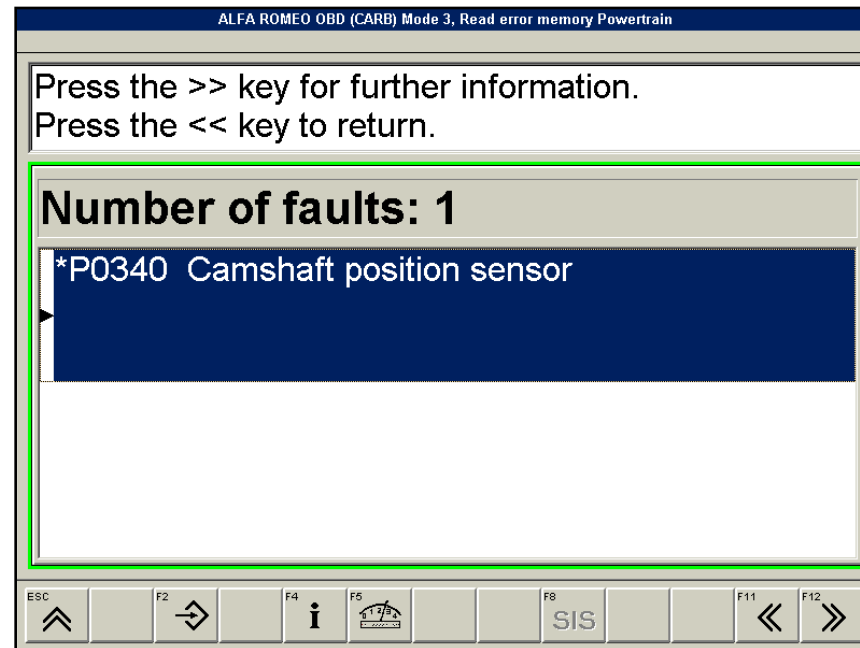 ALFA ROMEO OBD (CARB) Mode 3, Read error memory Powertrain
Press the >> key for further information.
Press the << key to return.
Number of faults: 1
*P0340 Camshaft position sensor
ESC F2 F4 i F5 F8 SIS F11 << F12 >>